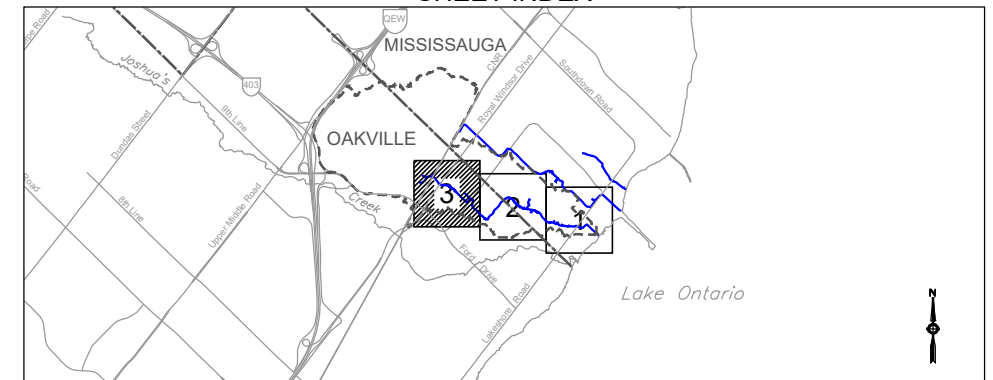 QEW
MISSISSAUGA
CNR
Royal Windsor Drive
Southdown Road
Joshua's
403
Dundas Street
9th Line
OAKVILLE
Road
8th Line
Upper Middle Road
Creek
3
2
1
Ford Drive
Lakeshore Road
Lake Ontario
N